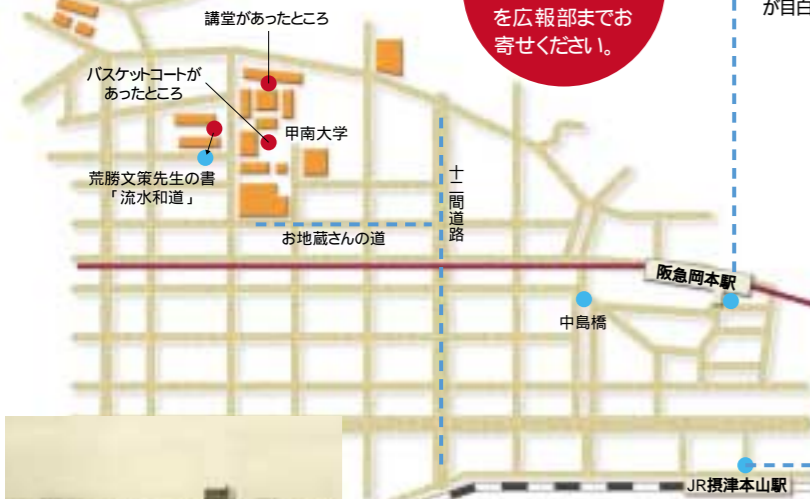 講堂があったところ
を広報部までお
寄せください。
が目白
バスケットコートが
あったところ
甲南大学
荒勝文策先生の書
「流水和道」
十二間道路
お地蔵さんの道
阪急岡本駅
中島橋
JR摂津本山駅